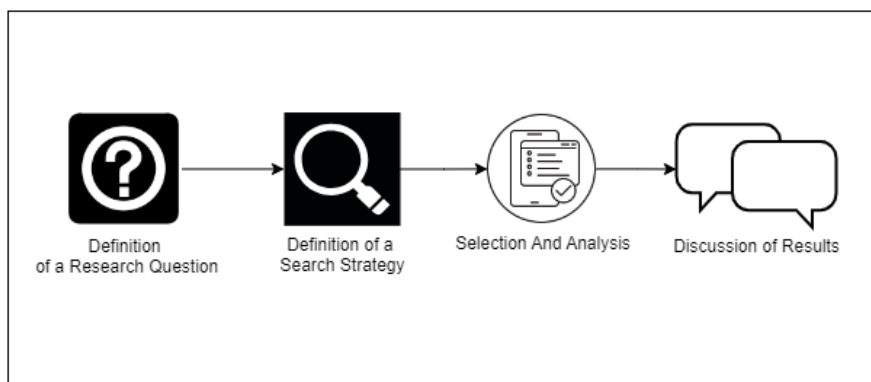 Definition
of a Research Question
Definition of a
Search Strategy
Selection And Analysis
Discussion of Results